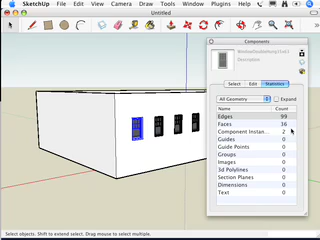 SketchUp File Edit View Camera Draw Tools Window Plugins Help
Untitled
Components
Description
Select Edit Statistics
All Geometry Expand
Name Count
Edges 99
Faces 36
Component Instan... 2
Guides 0
Guide Points 0
Groups 0
Images 0
3d Polylines 0
Section Planes 0
Dimensions 0
Text 0
Select objects. Shift to extend select. Drag mouse to select multiple.